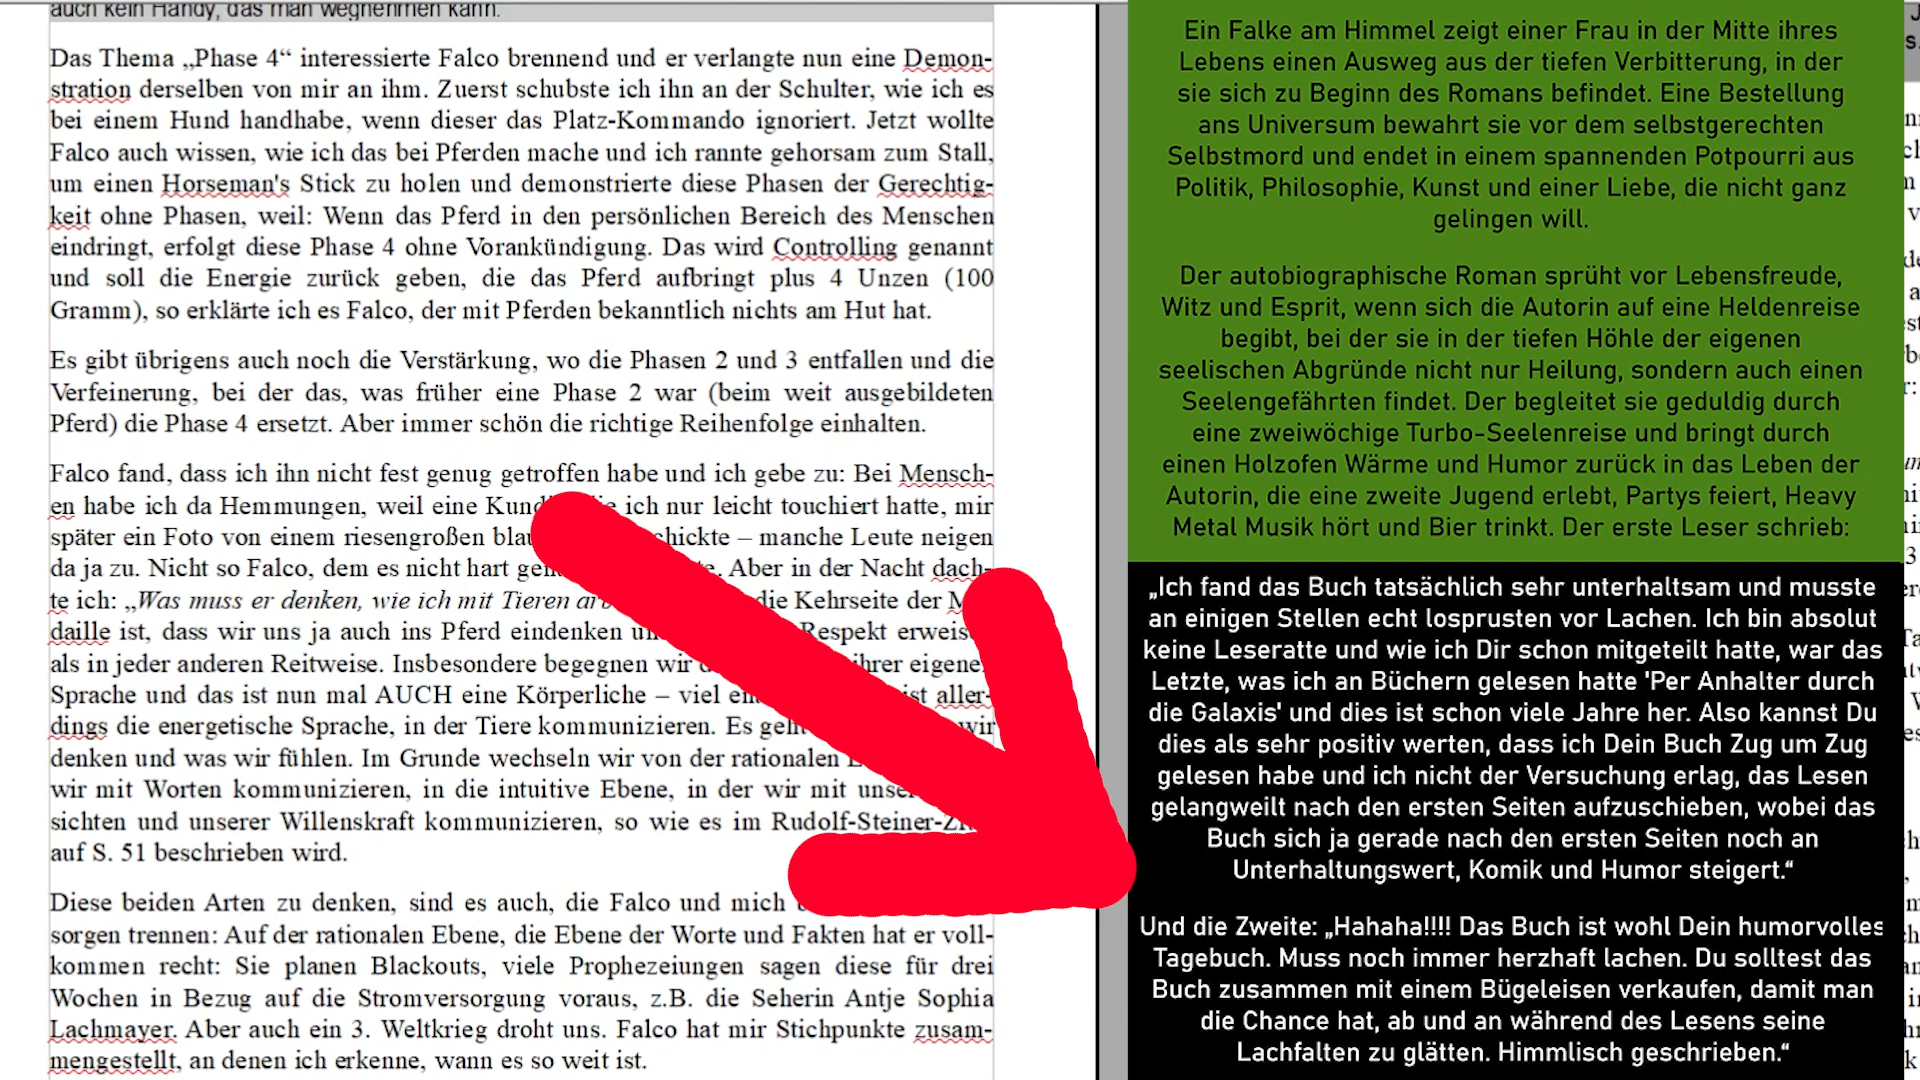 auch kein Handy, das man wegnehmen kann.
Das Thema „Phase 4“ interessierte Falco brennend und er verlangte nun eine Demon-
stration derselben von mir an ihm. Zuerst schubste ich ihn an der Schulter, wie ich es
bei einem Hund handhabe, wenn dieser das Platz-Kommando ignoriert. Jetzt wollte
Falco auch wissen, wie ich das bei Pferden mache und ich rannte gehorsam zum Stall,
um einen Horseman's Stick zu holen und demonstrierte diese Phasen der Gerechtig-
keit ohne Phasen, weil: Wenn das Pferd in den persönlichen Bereich des Menschen
eindringt, erfolgt diese Phase 4 ohne Vorankündigung. Das wird Controlling genannt
und soll die Energie zurück geben, die das Pferd aufbringt plus 4 Unzen (100
Gramm), so erklärte ich es Falco, der mit Pferden bekanntlich nichts am Hut hat.
Es gibt übrigens auch noch die Verstärkung, wo die Phasen 2 und 3 entfallen und die
Verfeinerung, bei der das, was früher eine Phase 2 war (beim weit ausgebildeten
Pferd) die Phase 4 ersetzt. Aber immer schön die richtige Reihenfolge einhalten.
Falco fand, dass ich ihn nicht fest genug getroffen habe und ich gebe zu: Bei Mensch-
en habe ich da Hemmungen, weil eine ich nur leicht touchiert hatte, mir
später ein Foto von einem riesengroßen – manche Leute neigen
da ja zu. Nicht so Falco, dem es nicht hart Aber in der Nacht dach-
te ich: „Was muss er denken, wie ich mit Tieren die Kehrseite der
daille ist, dass wir uns ja auch ins Pferd eindenken Respekt
als in jeder anderen Reitweise. Insbesondere begegnen wir ihrer
Sprache und das ist nun mal AUCH eine Körperliche – viel ist aller-
dings die energetische Sprache, in der Tiere kommunizieren. Es wir
denken und was wir fühlen. Im Grunde wechseln wir von der rationalen
wir mit Worten kommunizieren, in die intuitive Ebene, in der wir mit
sichten und unserer Willenskraft kommunizieren, so wie es im
auf S. 51 beschrieben wird.
Diese beiden Arten zu denken, sind es auch, die Falco und mich
sorgen trennen: Auf der rationalen Ebene, die Ebene der Worte und Fakten hat er voll-
kommen recht: Sie planen Blackouts, viele Prophezeiungen sagen diese für drei
Wochen in Bezug auf die Stromversorgung voraus, z.B. die Seherin Antje Sophia
Lachmayer. Aber auch ein 3. Weltkrieg droht uns. Falco hat mir Stichpunkte zusam-
mengestellt, an denen ich erkenne, wann es so weit ist.
Ein Falke am Himmel zeigt einer Frau in der Mitte ihres
Lebens einen Ausweg aus der tiefen Verbitterung, in der
sie sich zu Beginn des Romans befindet. Eine Bestellung
ans Universum bewahrt sie vor dem selbstgerechten
Selbstmord und endet in einem spannenden Potpourri aus
Politik, Philosophie, Kunst und einer Liebe, die nicht ganz
gelingen will.
Der autobiographische Roman sprüht vor Lebensfreude,
Witz und Esprit, wenn sich die Autorin auf eine Heldenreise
begibt, bei der sie in der tiefen Höhle der eigenen
seelischen Abgründe nicht nur Heilung, sondern auch einen
Seelengefährten findet. Der begleitet sie geduldig durch
eine zweiwöchige Turbo-Seelenreise und bringt durch
einen Holzofen Wärme und Humor zurück in das Leben der
Autorin, die eine zweite Jugend erlebt, Partys feiert, Heavy
Metal Musik hört und Bier trinkt. Der erste Leser schrieb:
„Ich fand das Buch tatsächlich sehr unterhaltsam und musste
an einigen Stellen echt losprusten vor Lachen. Ich bin absolut
keine Leseratte und wie ich Dir schon mitgeteilt hatte, war das
Letzte, was ich an Büchern gelesen hatte 'Per Anhalter durch
die Galaxis' und dies ist schon viele Jahre her. Also kannst Du
dies als sehr positiv werten, dass ich Dein Buch Zug um Zug
gelesen habe und ich nicht der Versuchung erlag, das Lesen
gelangweilt nach den ersten Seiten aufzuschieben, wobei das
Buch sich ja gerade nach den ersten Seiten noch an
Unterhaltungswert, Komik und Humor steigert.“
Und die Zweite: „Hahaha!!!! Das Buch ist wohl Dein humorvolles
Tagebuch. Muss noch immer herzhaft lachen. Du solltest das
Buch zusammen mit einem Bügeleisen verkaufen, damit man
die Chance hat, ab und an während des Lesens seine
Lachfalten zu glätten. Himmlisch geschrieben.“